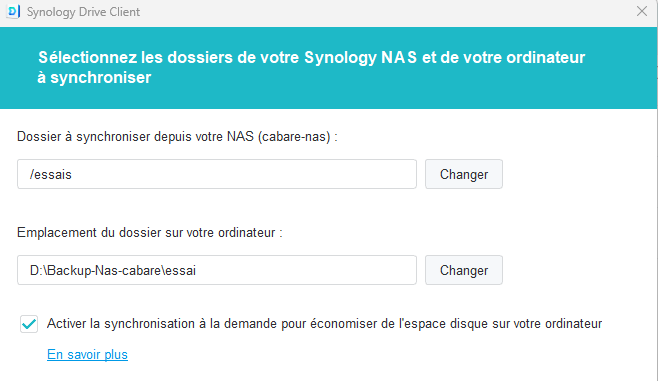 Synology Drive Client
Sélectionnez les dossiers de votre Synology NAS et de votre ordinateur
à synchroniser
Dossier à synchroniser depuis votre NAS (cabare-nas) :
/essais
Changer
Emplacement du dossier sur votre ordinateur :
D:\Backup-Nas-cabare\essai
Changer
Activer la synchronisation à la demande pour économiser de l'espace disque sur votre ordinateur
En savoir plus